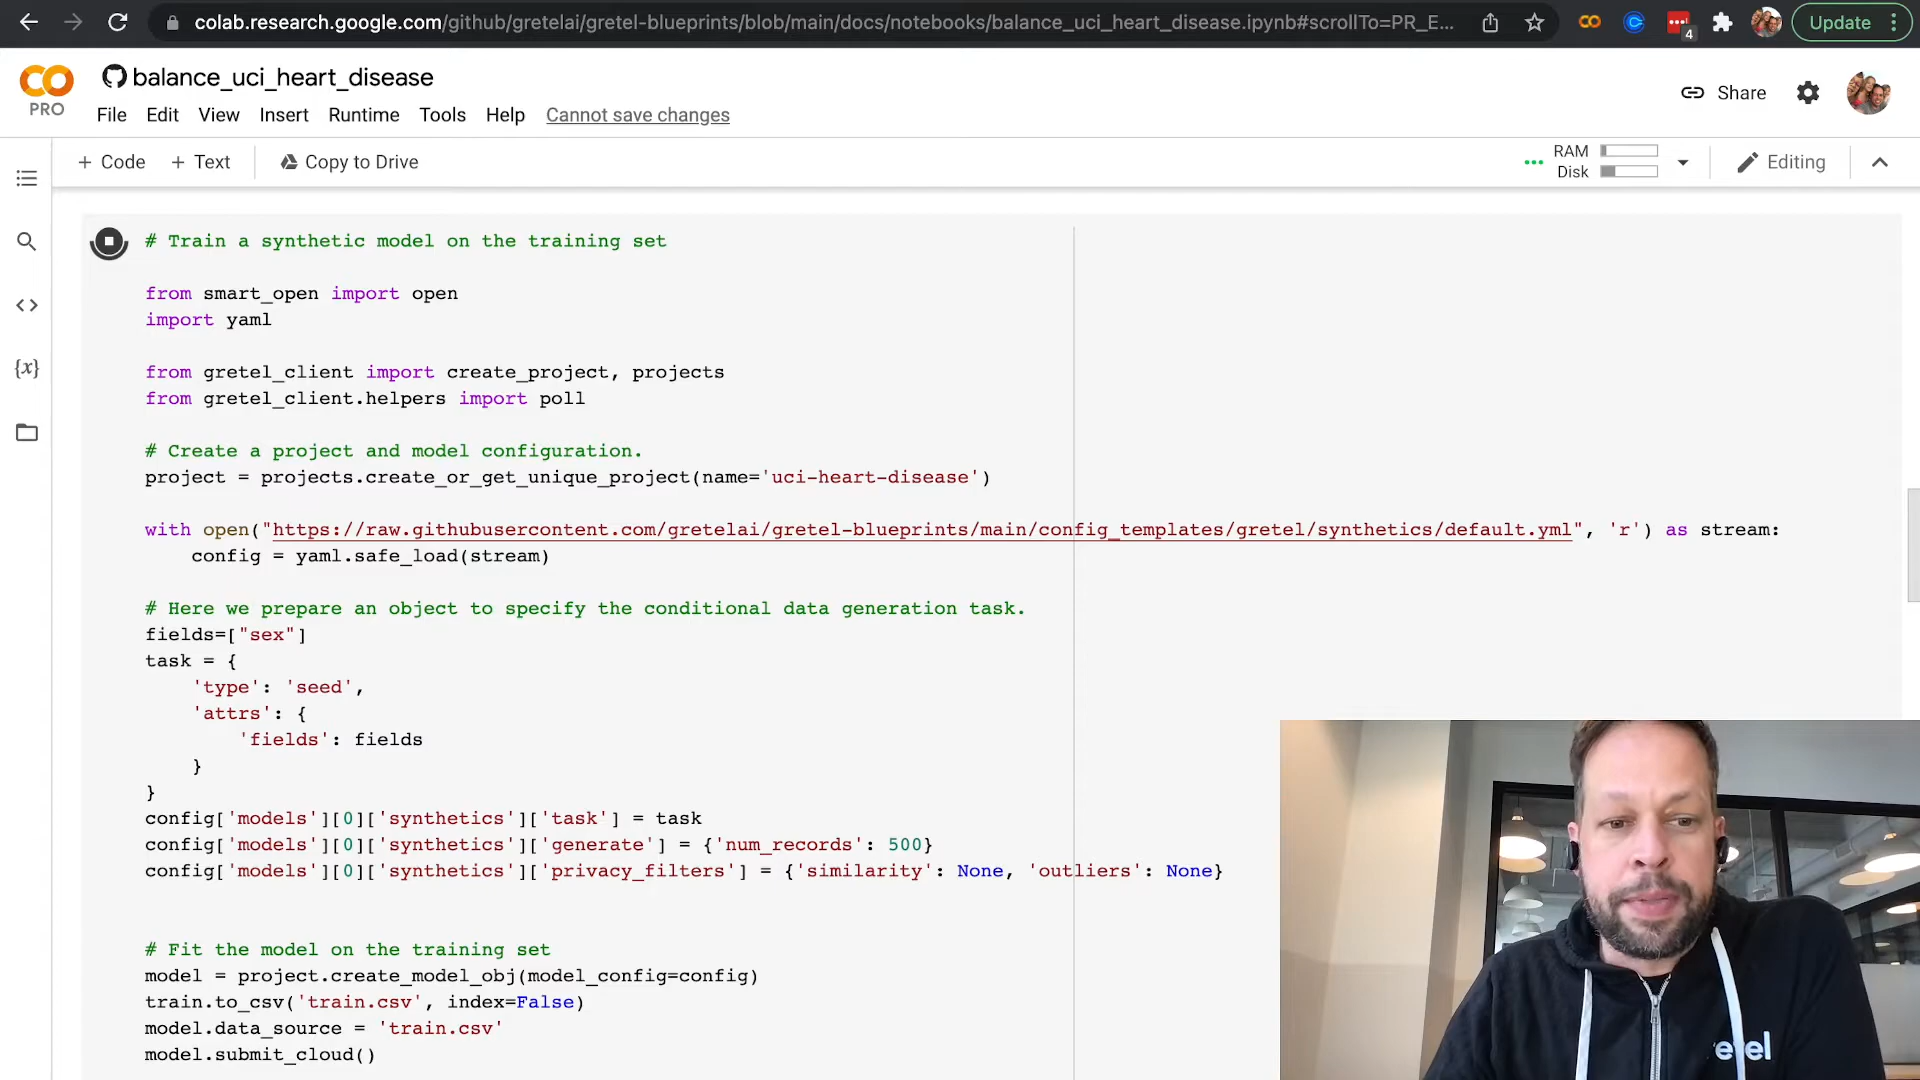 colab.research.google.com/github/gretelai/gretel-blueprints/blob/main/docs/notebooks/balance_uci_heart_disease.ipynb#scrollTo=PR_E...
4
Update
PRO
balance_uci_heart_disease
File Edit View Insert Runtime Tools Help Cannot save changes
Share
+ Code + Text Copy to Drive
RAM
Disk
Editing
# Train a synthetic model on the training set
from smart_open import open
import yaml
from gretel_client import create_project, projects
from gretel_client.helpers import poll
# Create a project and model configuration.
project = projects.create_or_get_unique_project(name='uci-heart-disease')
with open("https://raw.githubusercontent.com/gretelai/gretel-blueprints/main/config_templates/gretel/synthetics/default.yml", 'r') as stream:
    config = yaml.safe_load(stream)
# Here we prepare an object to specify the conditional data generation task.
fields=["sex"]
task = {
    'type': 'seed',
    'attrs': {
        'fields': fields
    }
}
config['models'][0]['synthetics']['task'] = task
config['models'][0]['synthetics']['generate'] = {'num_records': 500}
config['models'][0]['synthetics']['privacy_filters'] = {'similarity': None, 'outliers': None}
# Fit the model on the training set
model = project.create_model_obj(model_config=config)
train.to_csv('train.csv', index=False)
model.data_source = 'train.csv'
model.submit_cloud()
{x}